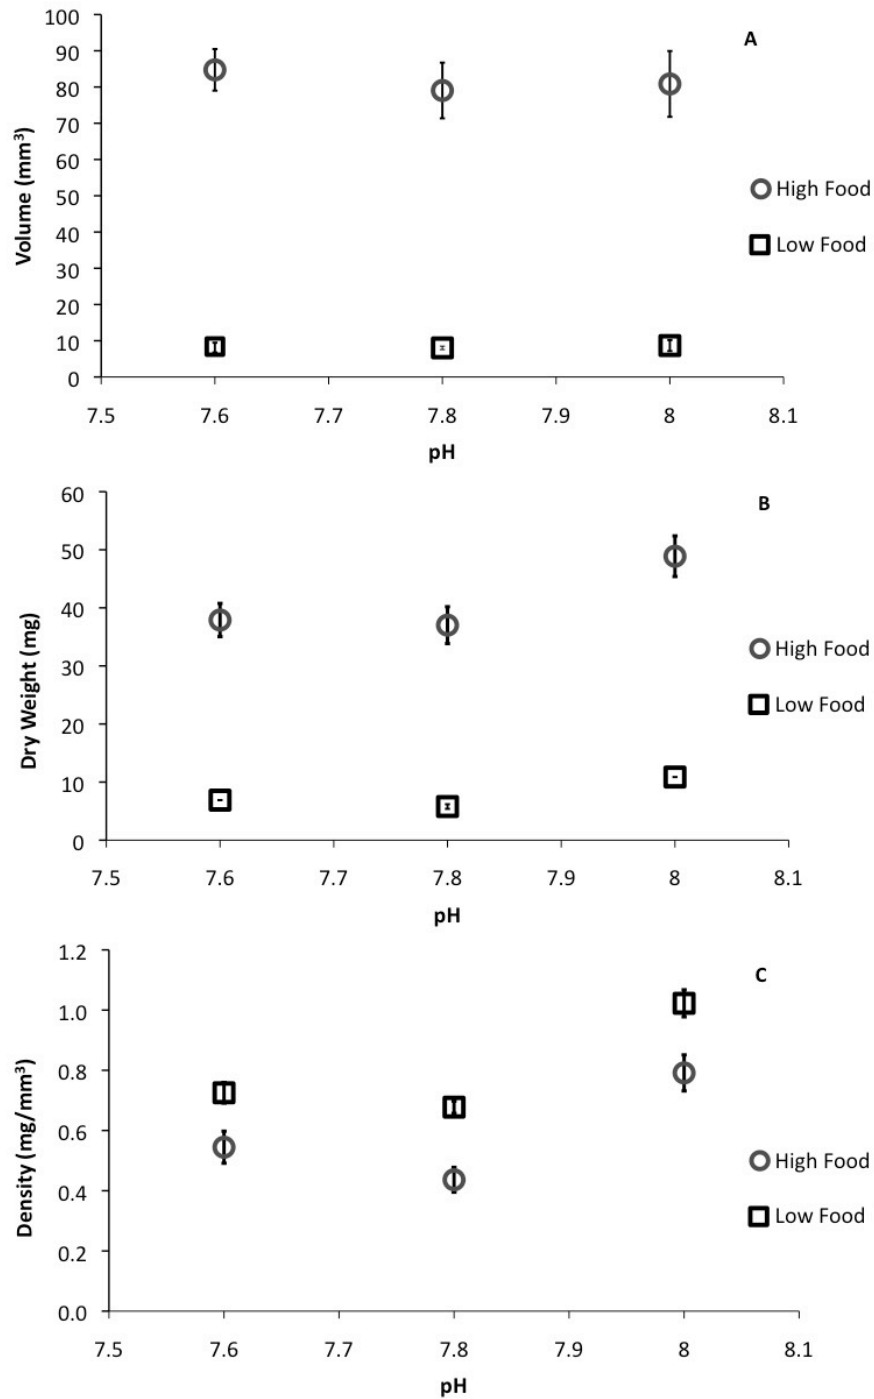 A
Volume (mm³)
100
90
80
70
60
50
40
30
20
10
0
7.5 7.6 7.7 7.8 7.9 8 8.1
pH
High Food
Low Food
B
Dry Weight (mg)
60
50
40
30
20
10
0
7.5 7.6 7.7 7.8 7.9 8 8.1
pH
High Food
Low Food
C
Density (mg/mm³)
1.2
1.0
0.8
0.6
0.4
0.2
0.0
7.5 7.6 7.7 7.8 7.9 8 8.1
pH
High Food
Low Food